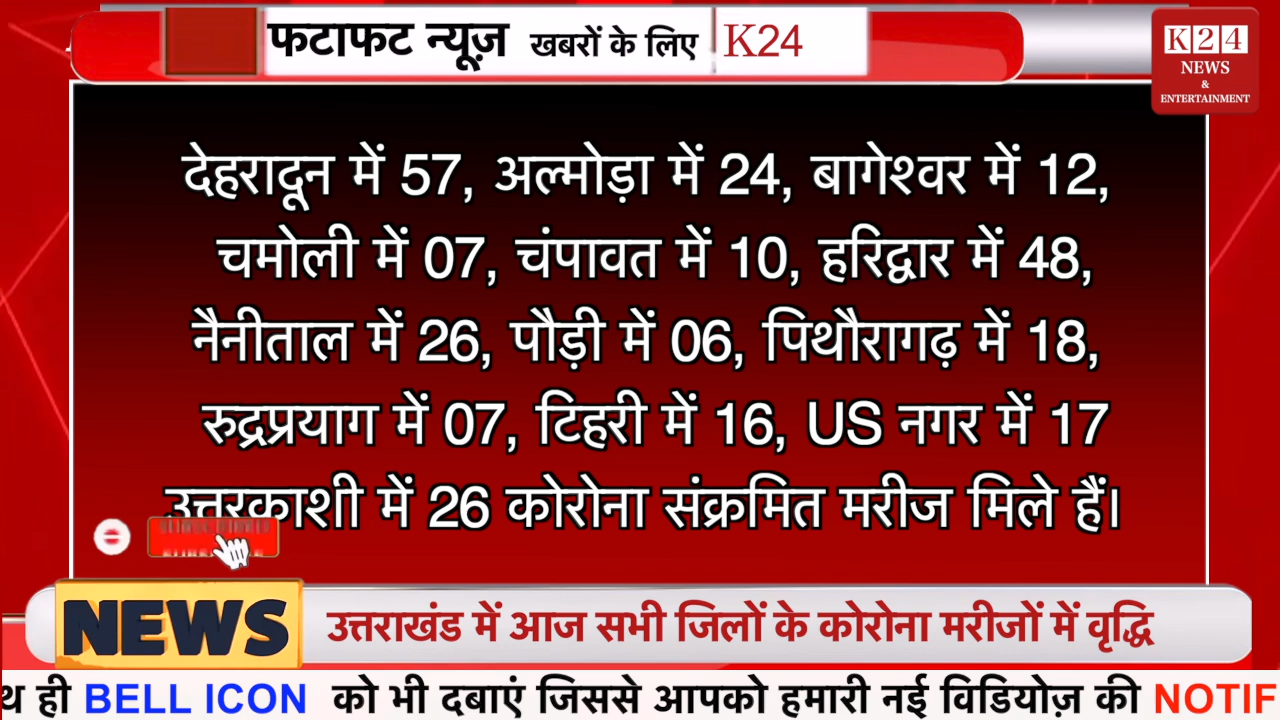 फटाफट न्यूज़ खबरों के लिए K24
K24
NEWS
&
ENTERTAINMENT
देहरादून में 57, अल्मोड़ा में 24, बागेश्वर में 12,
चमोली में 07, चंपावत में 10, हरिद्वार में 48,
नैनीताल में 26, पौड़ी में 06, पिथौरागढ़ में 18,
रुद्रप्रयाग में 07, टिहरी में 16, US नगर में 17
उत्तरकाशी में 26 कोरोना संक्रमित मरीज मिले हैं।
NEWS उत्तराखंड में आज सभी जिलों के कोरोना मरीजों में वृद्धि
थ ही BELL ICON को भी दबाएं जिससे आपको हमारी नई विडियोज़ की NOTIF